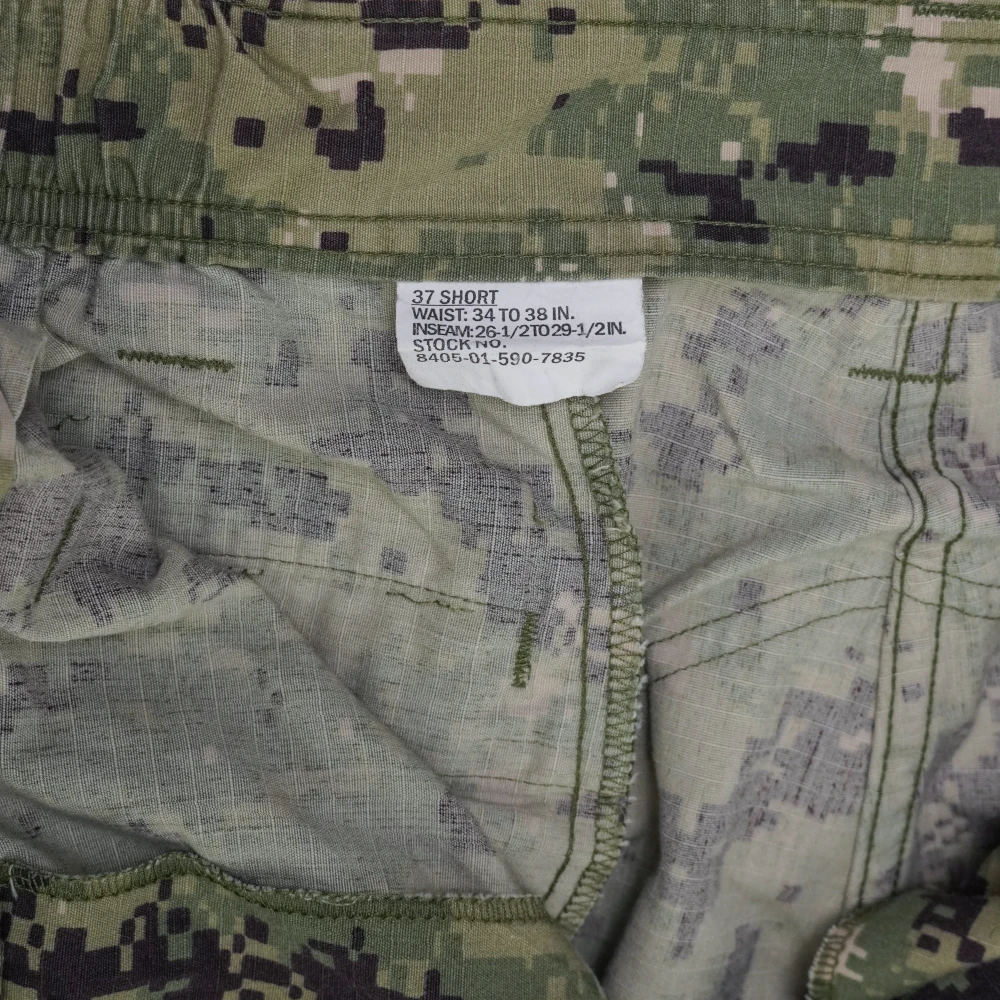 37 SHORT
WAIST: 34 TO 38 IN.
INSEAM:26-1/2TO29-1/2IN.
STOCK NO.
8405-01-590-7835